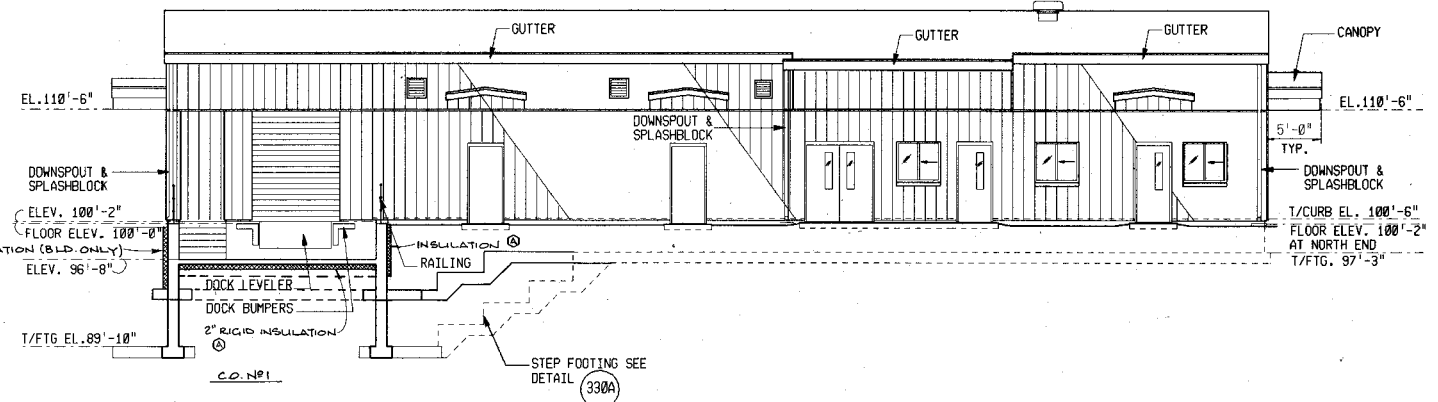 GUTTER
GUTTER
GUTTER
CANOPY
EL.110'-6"
EL.110'-6"
DOWNSPOUT &
SPLASHBLOCK
5'-0"
TYP.
DOWNSPOUT &
SPLASHBLOCK
DOWNSPOUT &
SPLASHBLOCK
ELEV. 100'-2"
FLOOR ELEV. 100'-0"
ATION (BLD. ONLY)
ELEV. 96'-8"
T/CURB EL. 100'-6"
FLOOR ELEV. 100'-2"
AT NORTH END
T/FTG. 97'-3"
INSULATION A
RAILING
DOCK LEVELER
DOCK BUMPERS
2" RIGID INSULATION
A
T/FTG EL.89'-10"
C.O. Nº1
STEP FOOTING SEE
DETAIL 330A